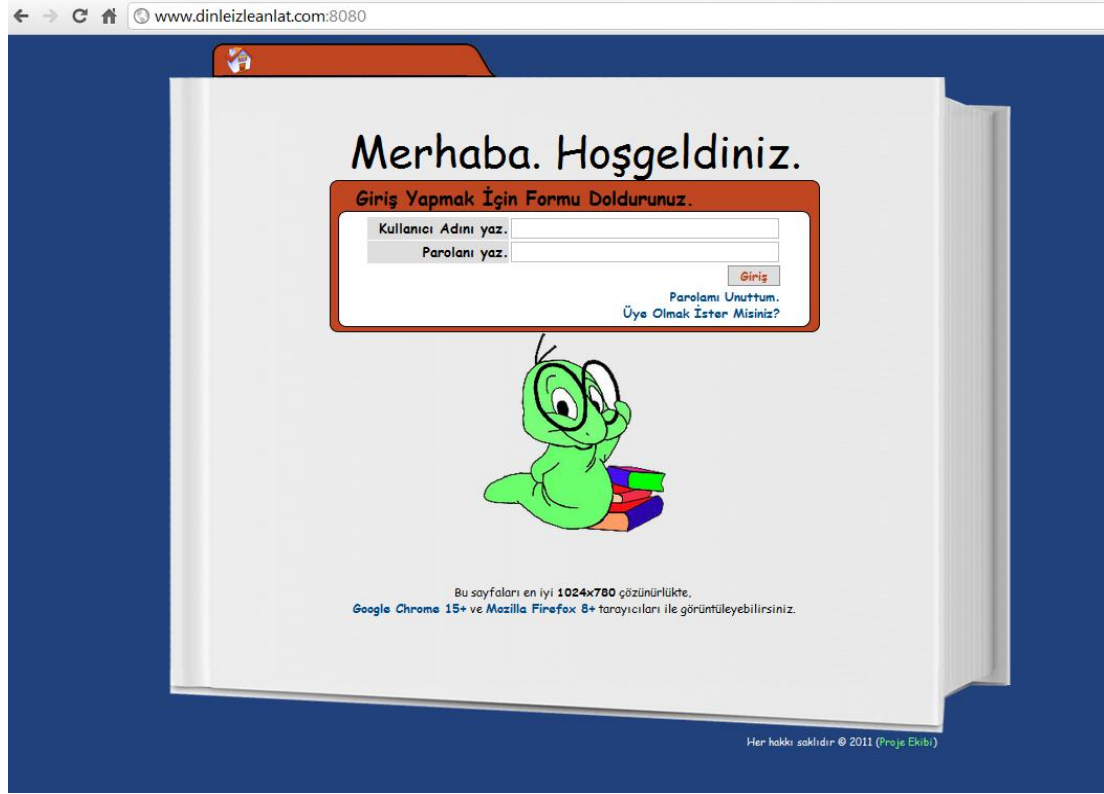 www.dinleizleanlat.com:8080
Merhaba. Hoşgeldiniz.
Giriş Yapmak İçin Formu Doldurunuz.
Kullanıcı Adını yaz.
Parolanı yaz.
Giriş
Parolamı Unuttum.
Üye Olmak İster Misiniz?
Bu sayfaları en iyi 1024x780 çözünürlükte,
Google Chrome 15+ ve Mozilla Firefox 8+ tarayıcıları ile görüntüleyebilirsiniz.
Her hakkı saklıdır © 2011 (Proje Ekibi)